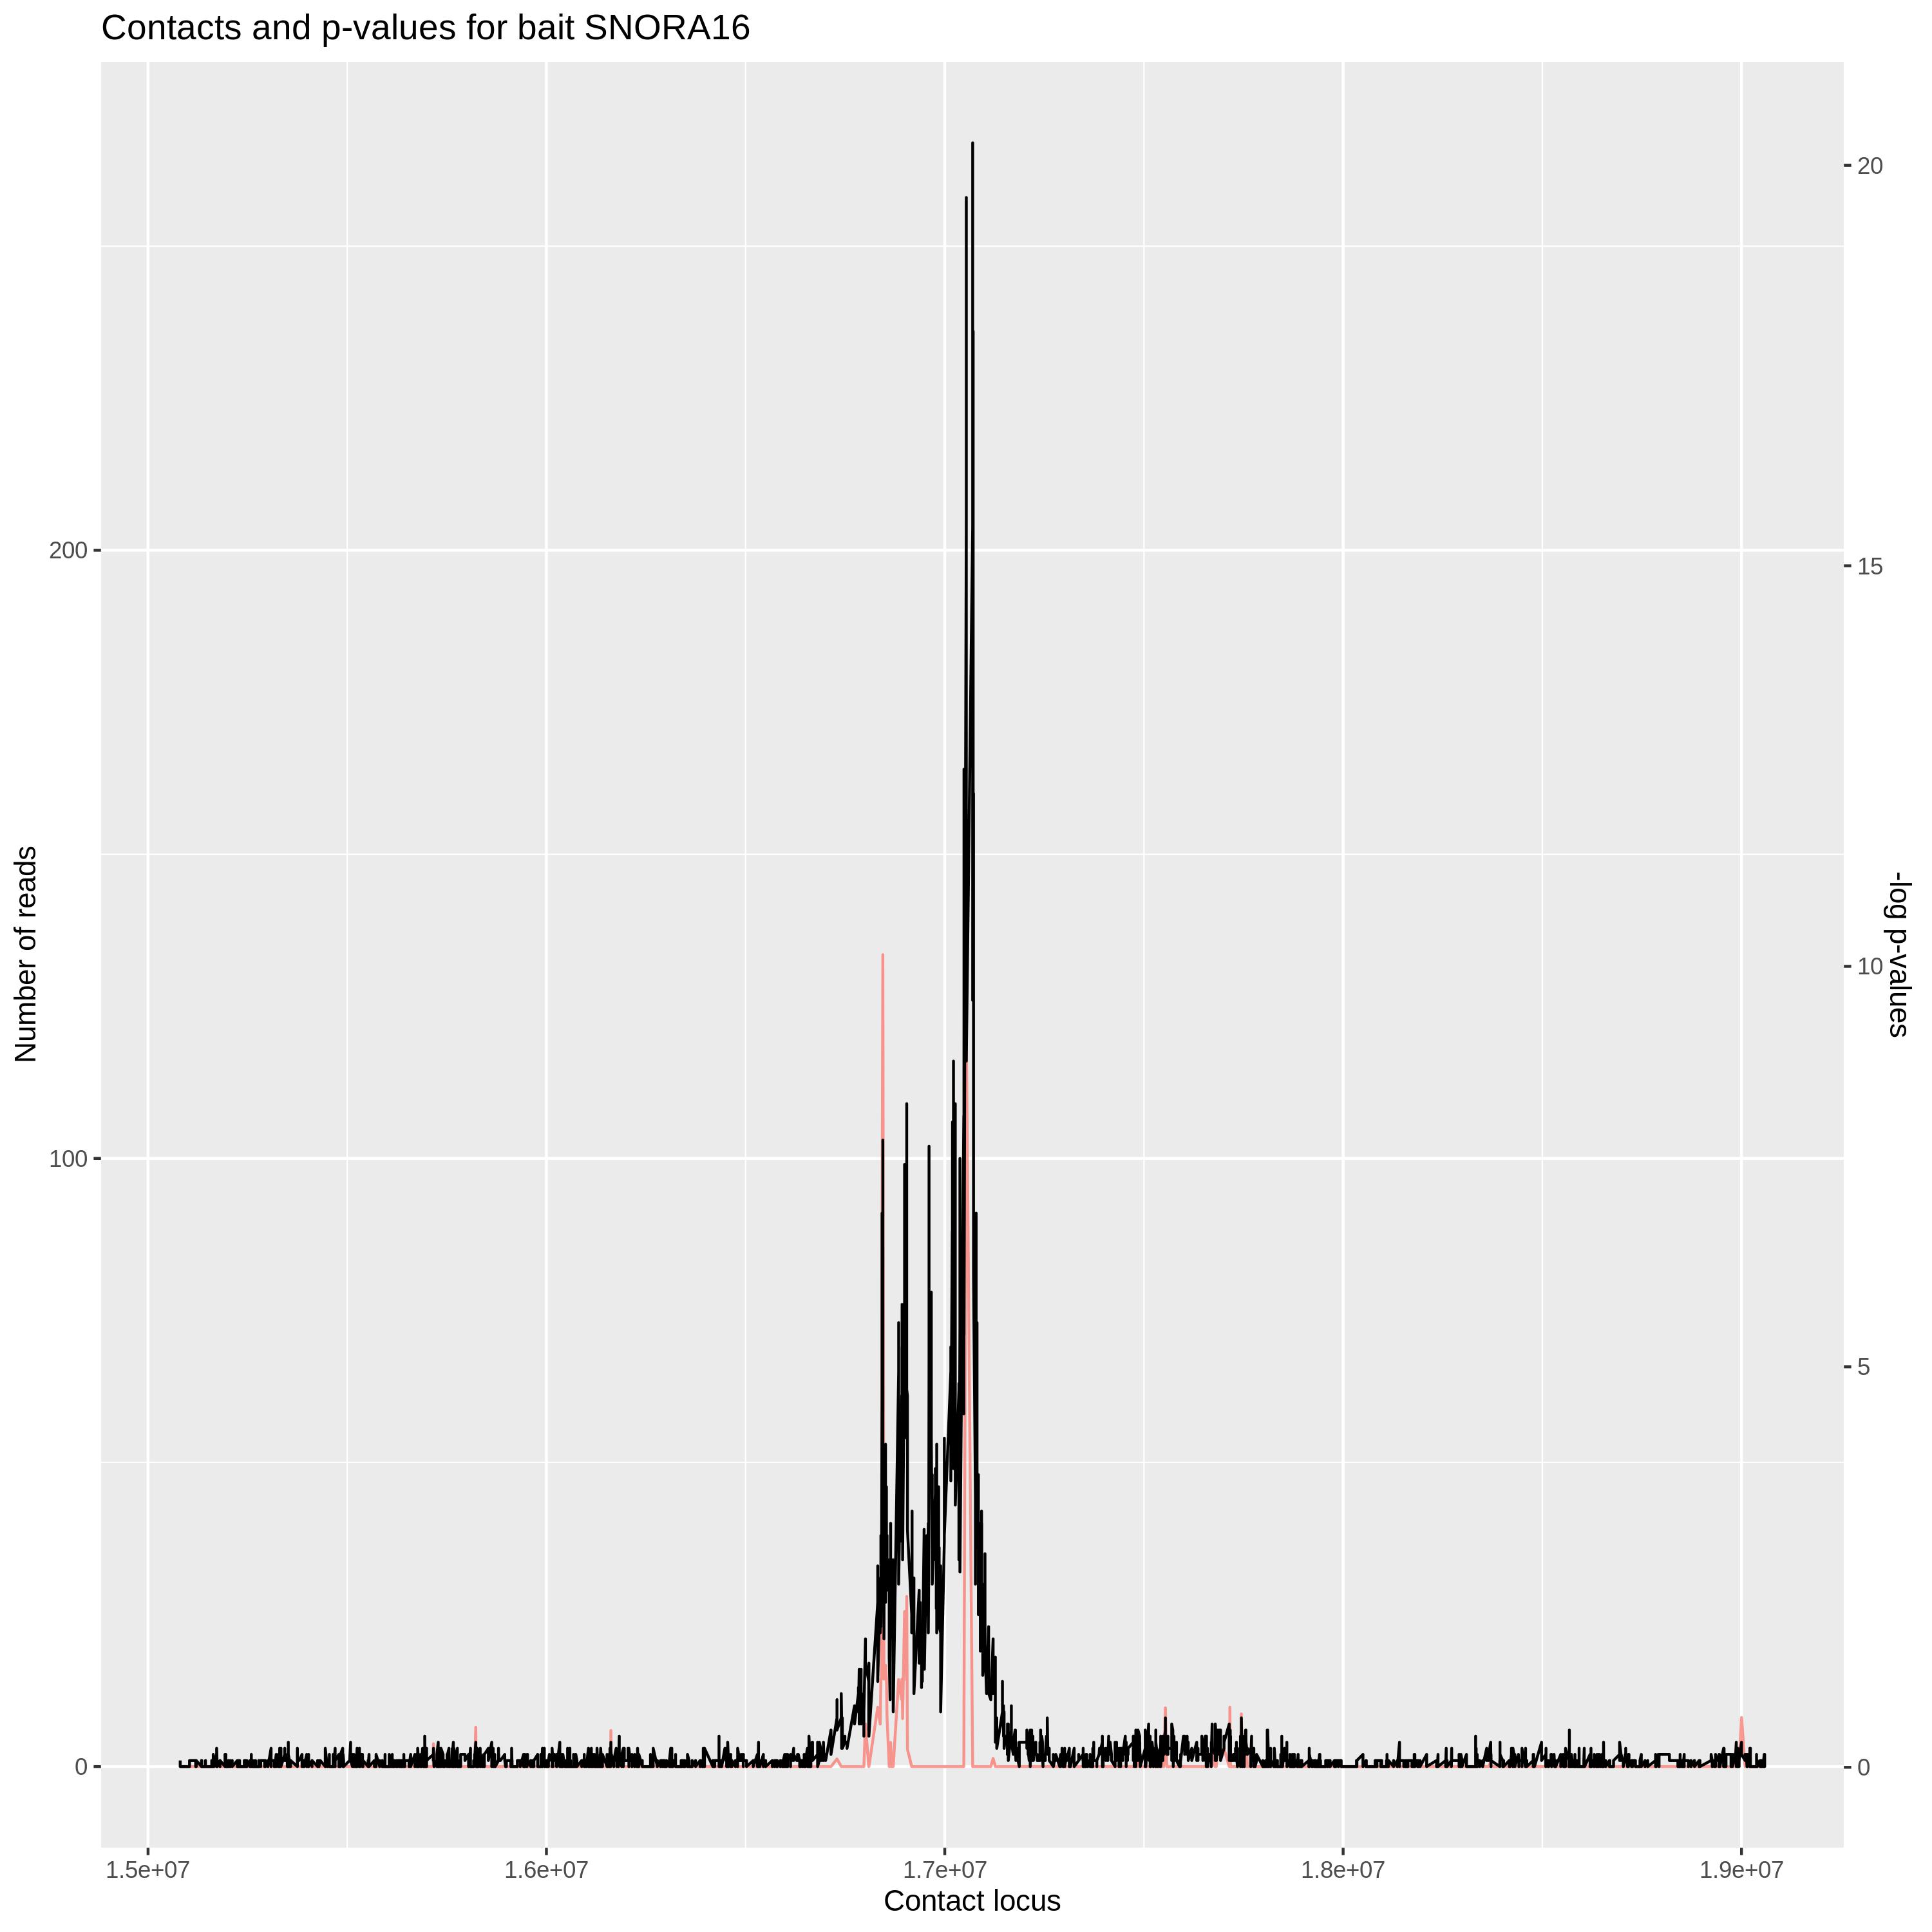 Contacts and p-values for bait SNORA16
Number of reads
200
100
0
20
15
10
5
0
-log p-values
1.5e+07 1.6e+07 1.7e+07 1.8e+07 1.9e+07
Contact locus